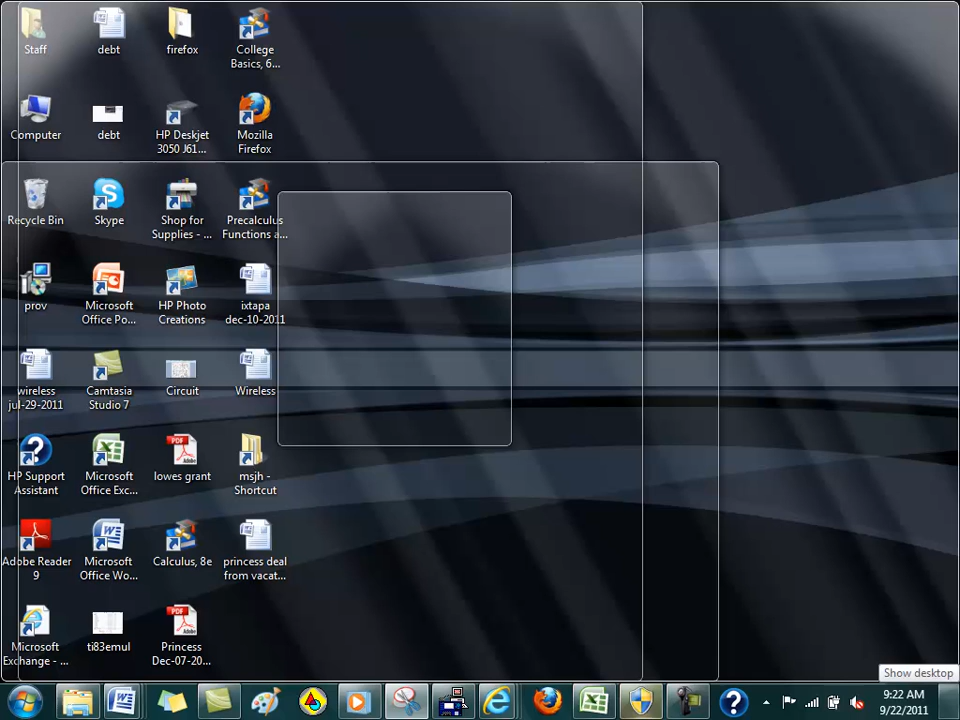 Staff
debt
firefox
College
Basics, 6...
Computer
debt
HP Deskjet
3050 J61...
Mozilla
Firefox
Recycle Bin
Skype
Shop for
Supplies - ...
Precalculus
Functions a...
prov
Microsoft
Office Po...
HP Photo
Creations
ixtapa
dec-10-2011
wireless
jul-29-2011
Camtasia
Studio 7
Circuit
Wireless
HP Support
Assistant
Microsoft
Office Exc...
lowes grant
msjh -
Shortcut
Adobe Reader
9
Microsoft
Office Wo...
Calculus, 8e
princess deal
from vacat...
Microsoft
Exchange - ...
ti83emul
Princess
Dec-07-20...
Show desktop
9:22 AM
9/22/2011